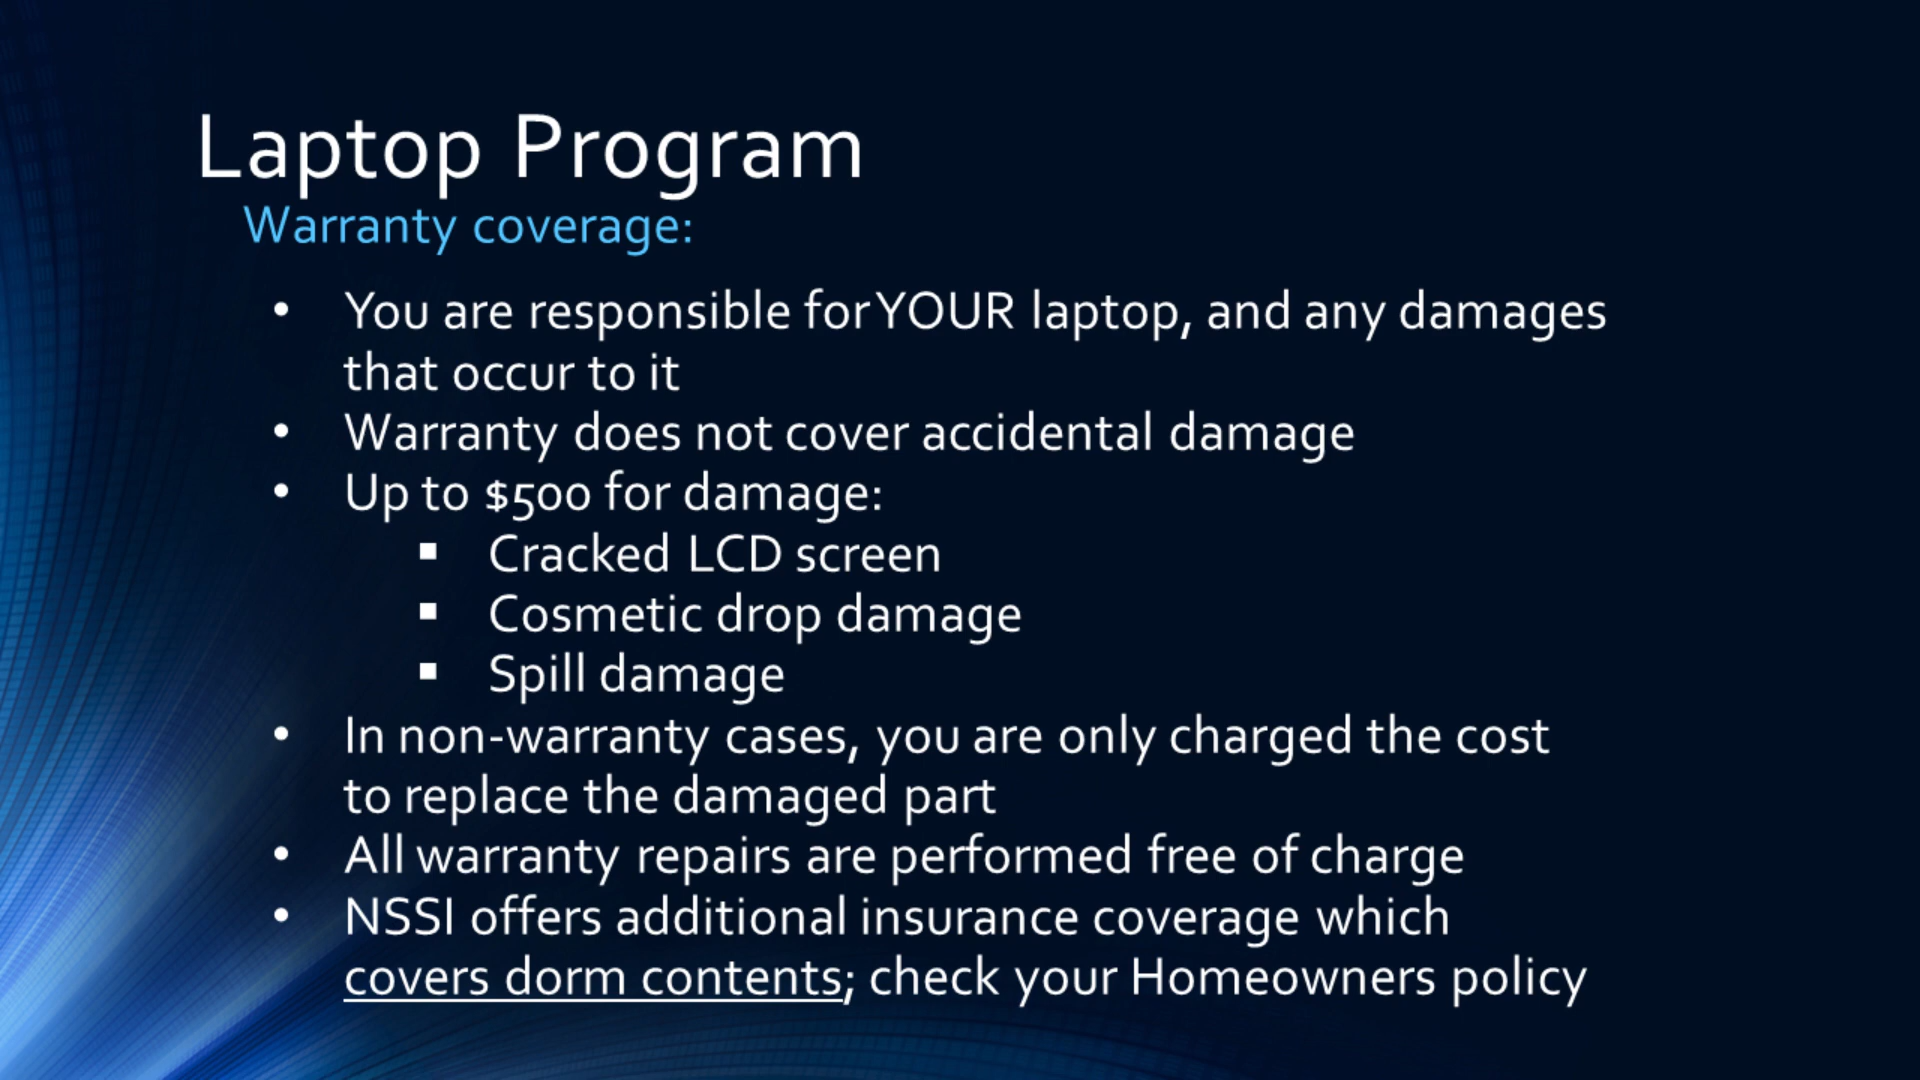 Laptop Program
Warranty coverage:
• You are responsible for YOUR laptop, and any damages
that occur to it
• Warranty does not cover accidental damage
• Up to $500 for damage:
▪ Cracked LCD screen
▪ Cosmetic drop damage
▪ Spill damage
• In non-warranty cases, you are only charged the cost
to replace the damaged part
• All warranty repairs are performed free of charge
• NSSI offers additional insurance coverage which
covers dorm contents; check your Homeowners policy